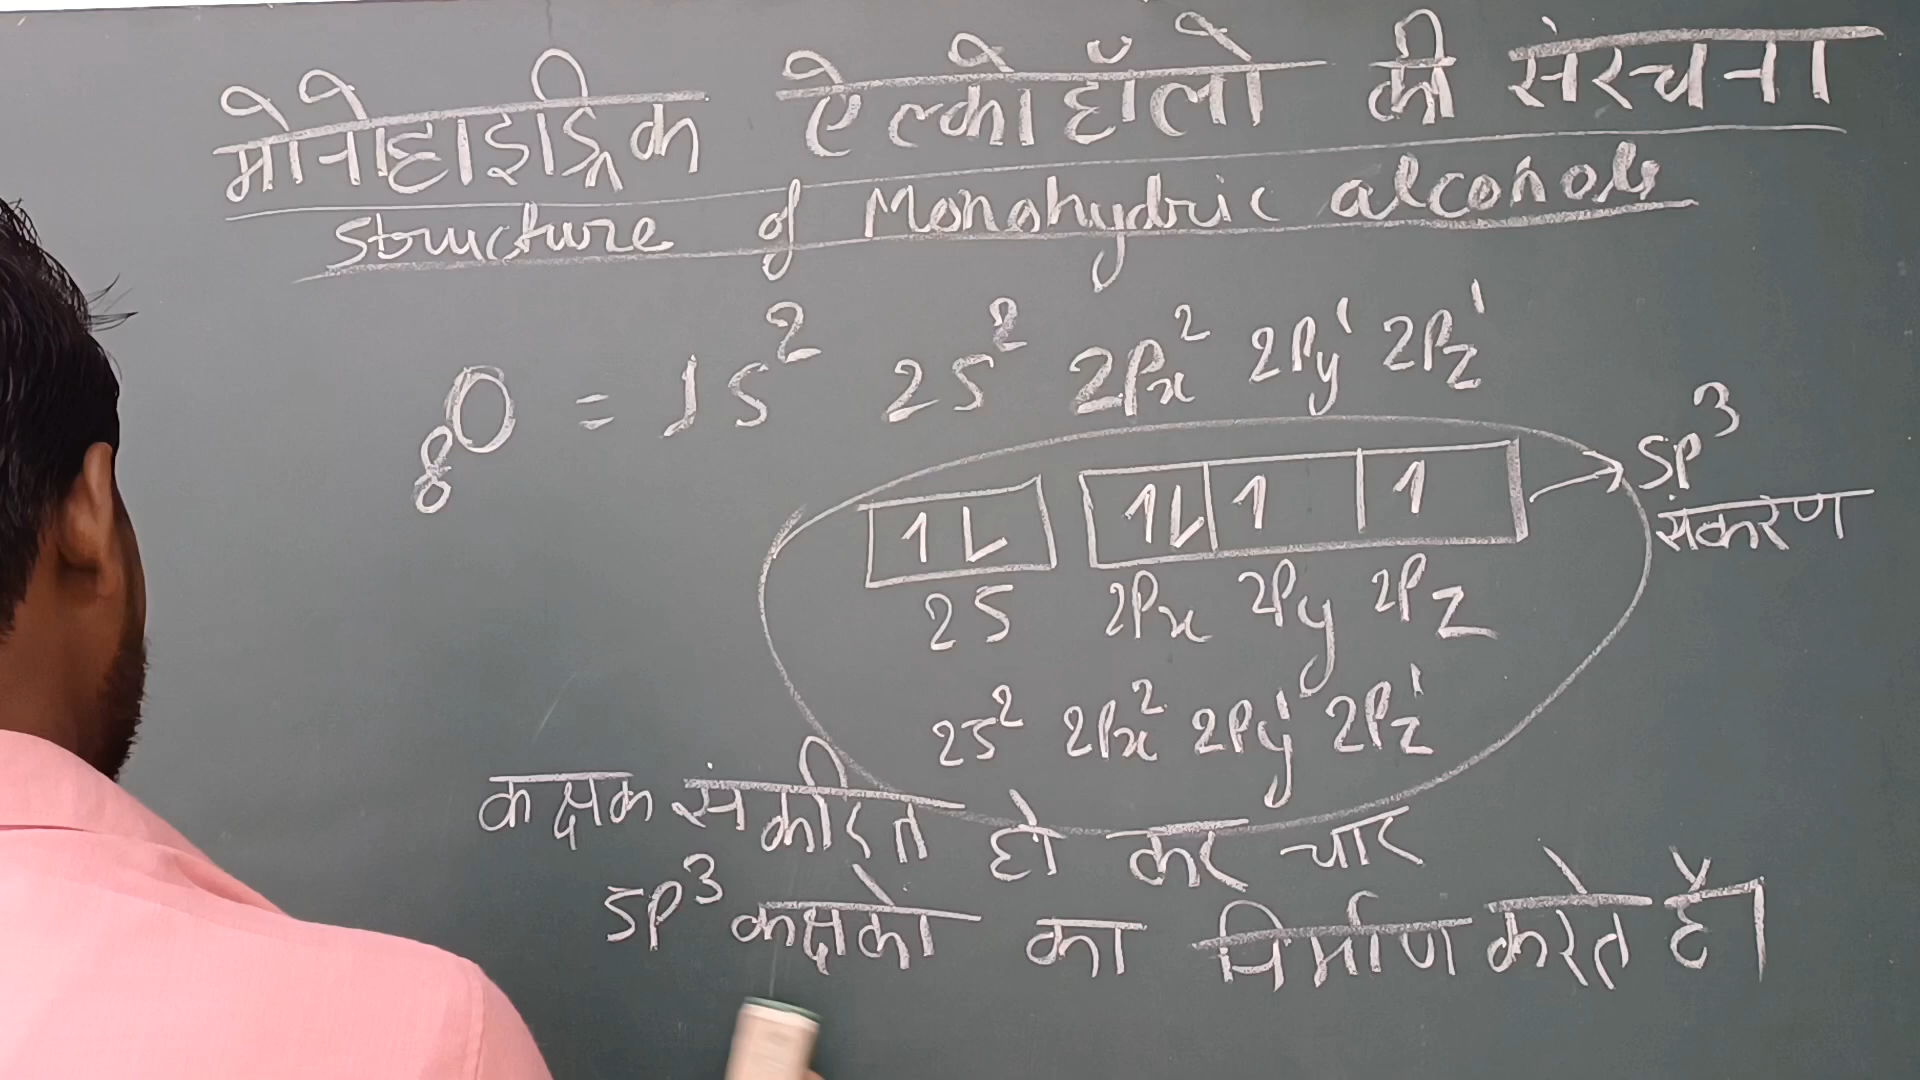 मोनोहाइड्रिक ऐल्कोहॉलो की संरचना
Structure of Monohydric alcohols
₈O = 1S² 2S² 2Px² 2Py¹ 2Pz¹
1L 1L 1 1 → SP³
संकरण
2S 2Px 2Py 2Pz
2S² 2Px² 2Py¹ 2Pz¹
कक्षक संकरित हो कर चार
SP³ कक्षको का निर्माण करते हैं।